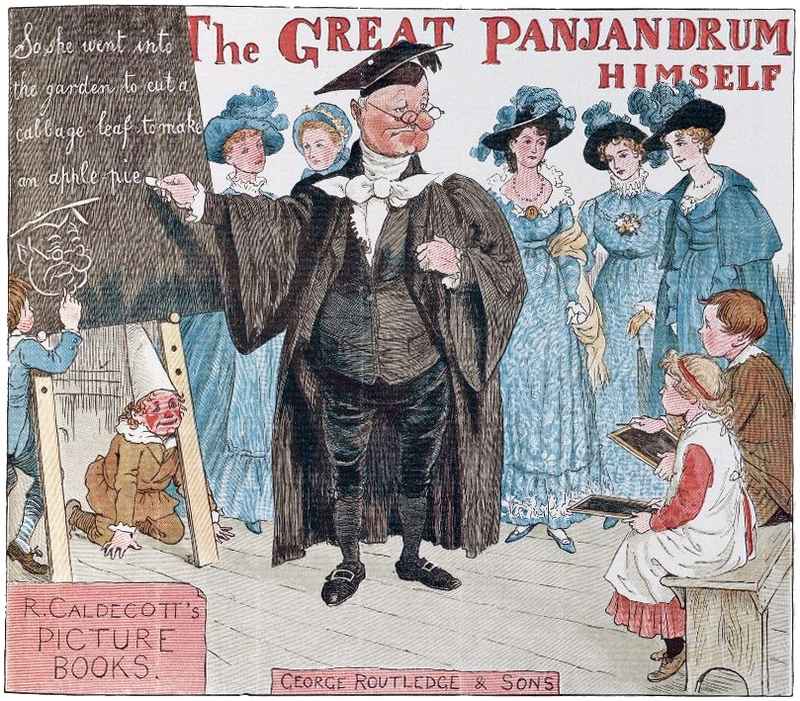 The GREAT PANJANDRUM
HIMSELF
So she went into
the garden to cut a
cabbage-leaf to make
an apple-pie
R. CALDECOTT's
PICTURE
BOOKS.
GEORGE ROUTLEDGE & SONS